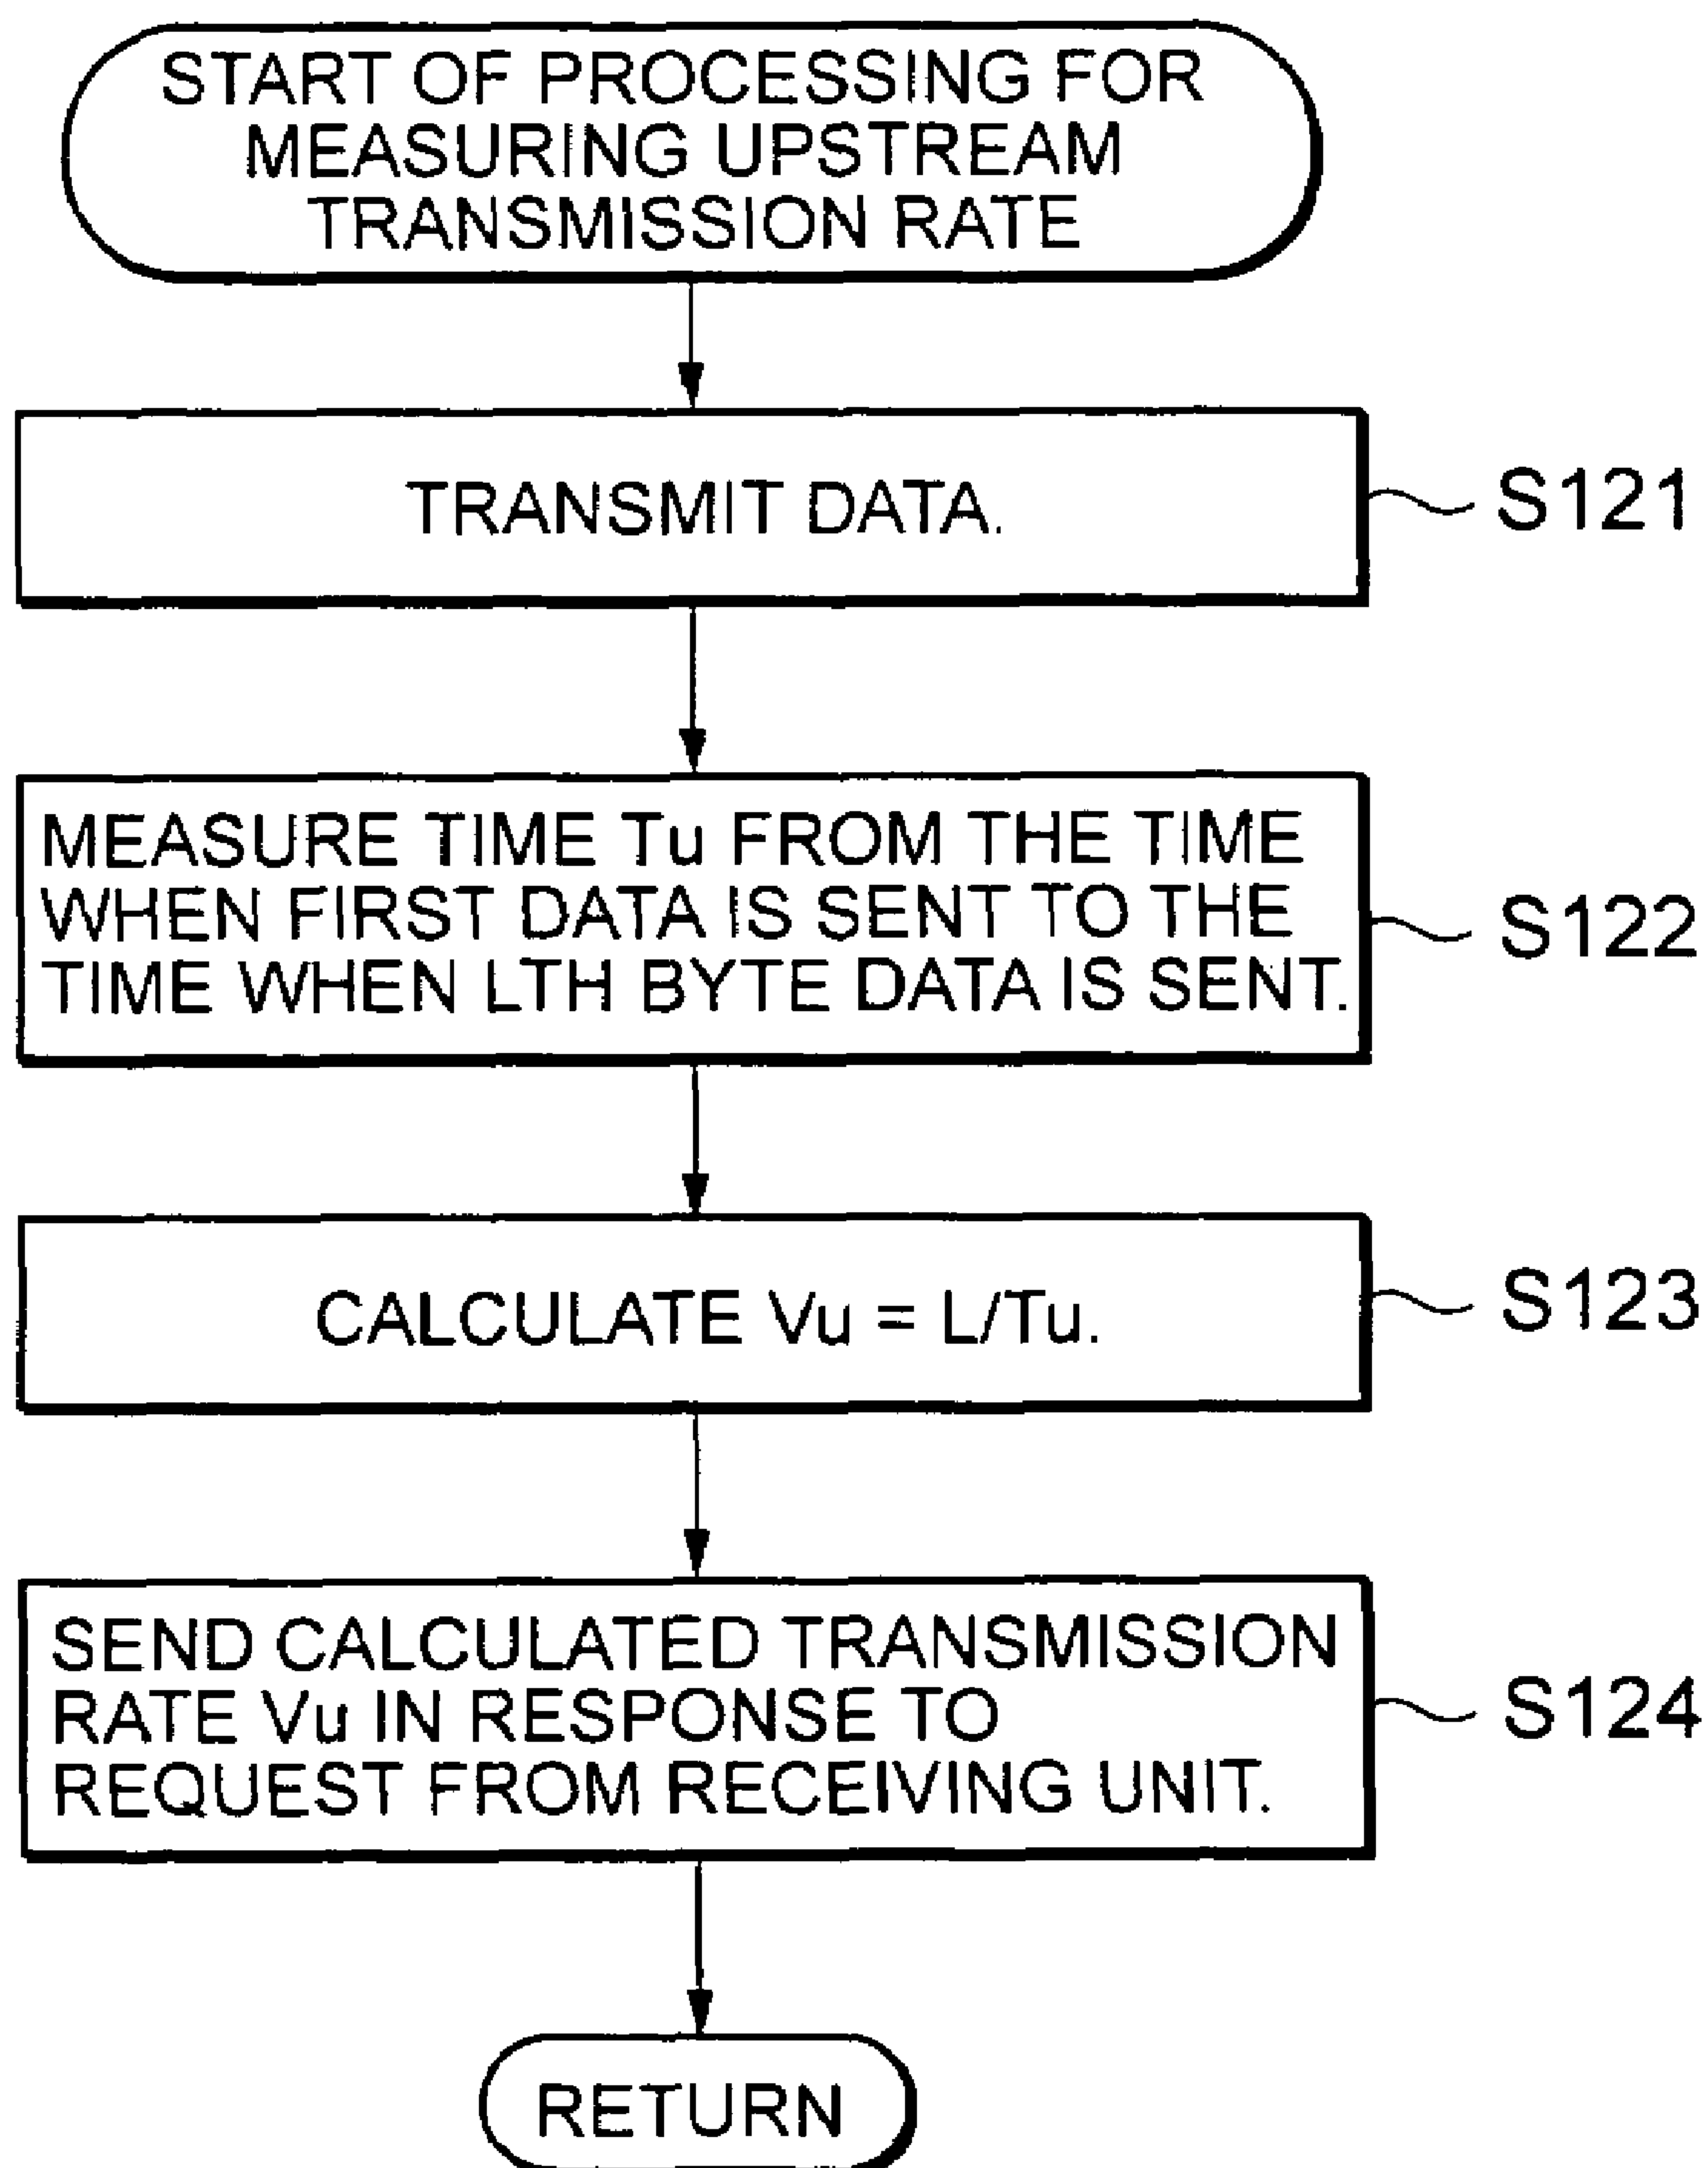 START OF PROCESSING FOR
MEASURING UPSTREAM
TRANSMISSION RATE
TRANSMIT DATA.
S121
MEASURE TIME Tu FROM THE TIME
WHEN FIRST DATA IS SENT TO THE
TIME WHEN LTH BYTE DATA IS SENT.
S122
CALCULATE Vu = L/Tu.
S123
SEND CALCULATED TRANSMISSION
RATE Vu IN RESPONSE TO
REQUEST FROM RECEIVING UNIT.
S124
RETURN